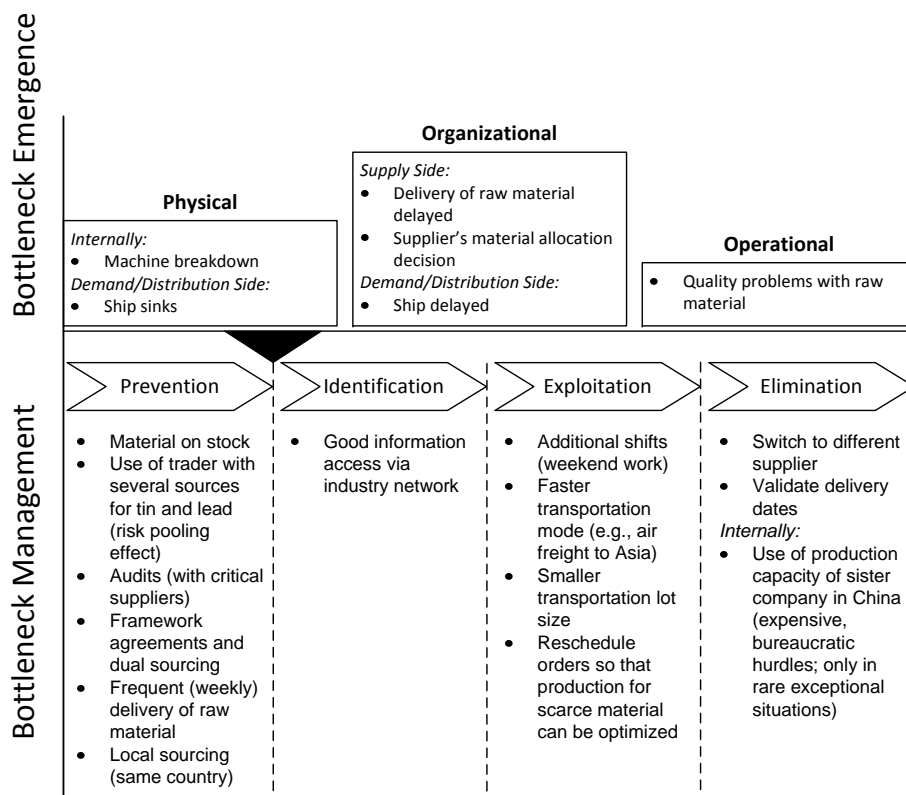 Bottleneck Emergence
Physical
Internally:
• Machine breakdown
Demand/Distribution Side:
• Ship sinks
Organizational
Supply Side:
• Delivery of raw material
delayed
• Supplier's material allocation
decision
Demand/Distribution Side:
• Ship delayed
Operational
• Quality problems with raw
material
Bottleneck Management
Prevention
• Material on stock
• Use of trader with
several sources
for tin and lead
(risk pooling
effect)
• Audits (with critical
suppliers)
• Framework
agreements and
dual sourcing
• Frequent (weekly)
delivery of raw
material
• Local sourcing
(same country)
Identification
• Good information
access via
industry network
Exploitation
• Additional shifts
(weekend work)
• Faster
transportation
mode (e.g., air
freight to Asia)
• Smaller
transportation lot
size
• Reschedule
orders so that
production for
scarce material
can be optimized
Elimination
• Switch to different
supplier
• Validate delivery
dates
Internally:
• Use of production
capacity of sister
company in China
(expensive,
bureaucratic
hurdles; only in
rare exceptional
situations)